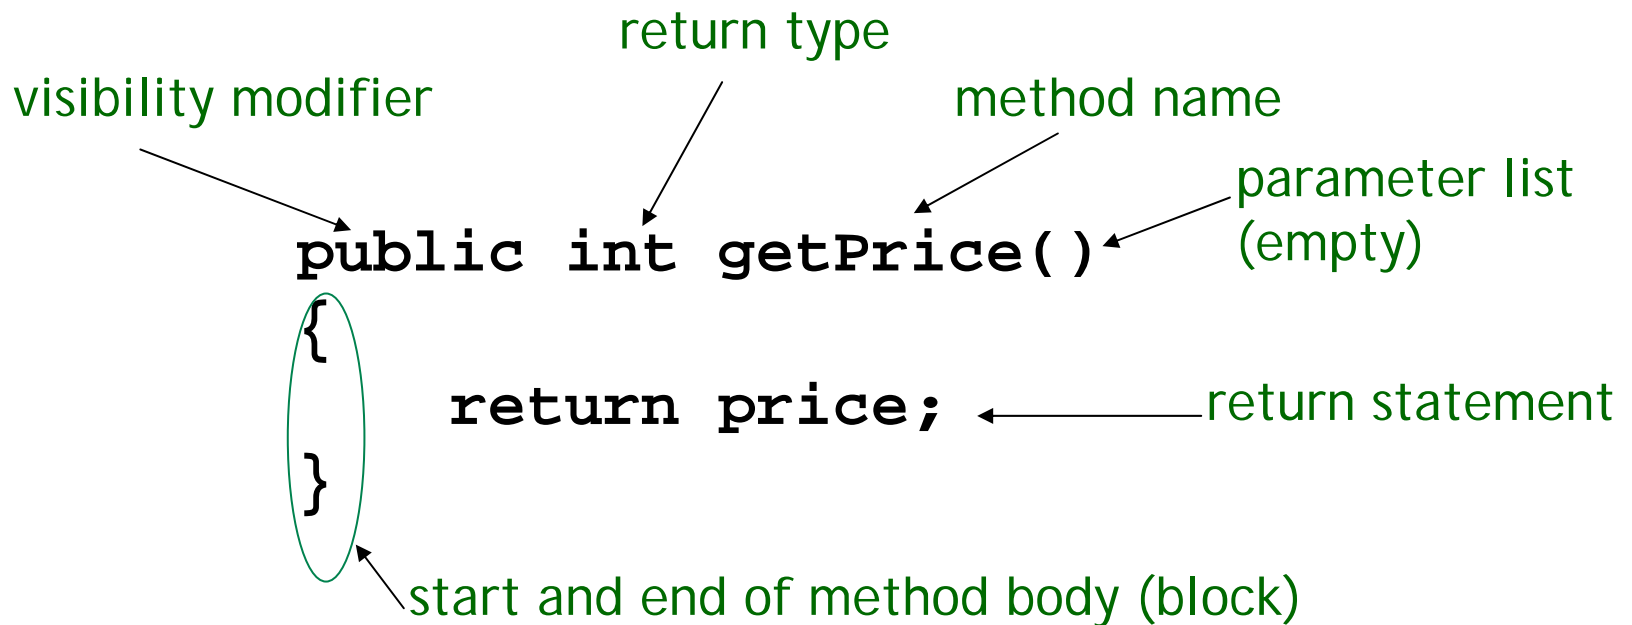 return type
visibility modifier
method name
parameter list
(empty)
public int getPrice()
{
return price;
return statement
}
start and end of method body (block)